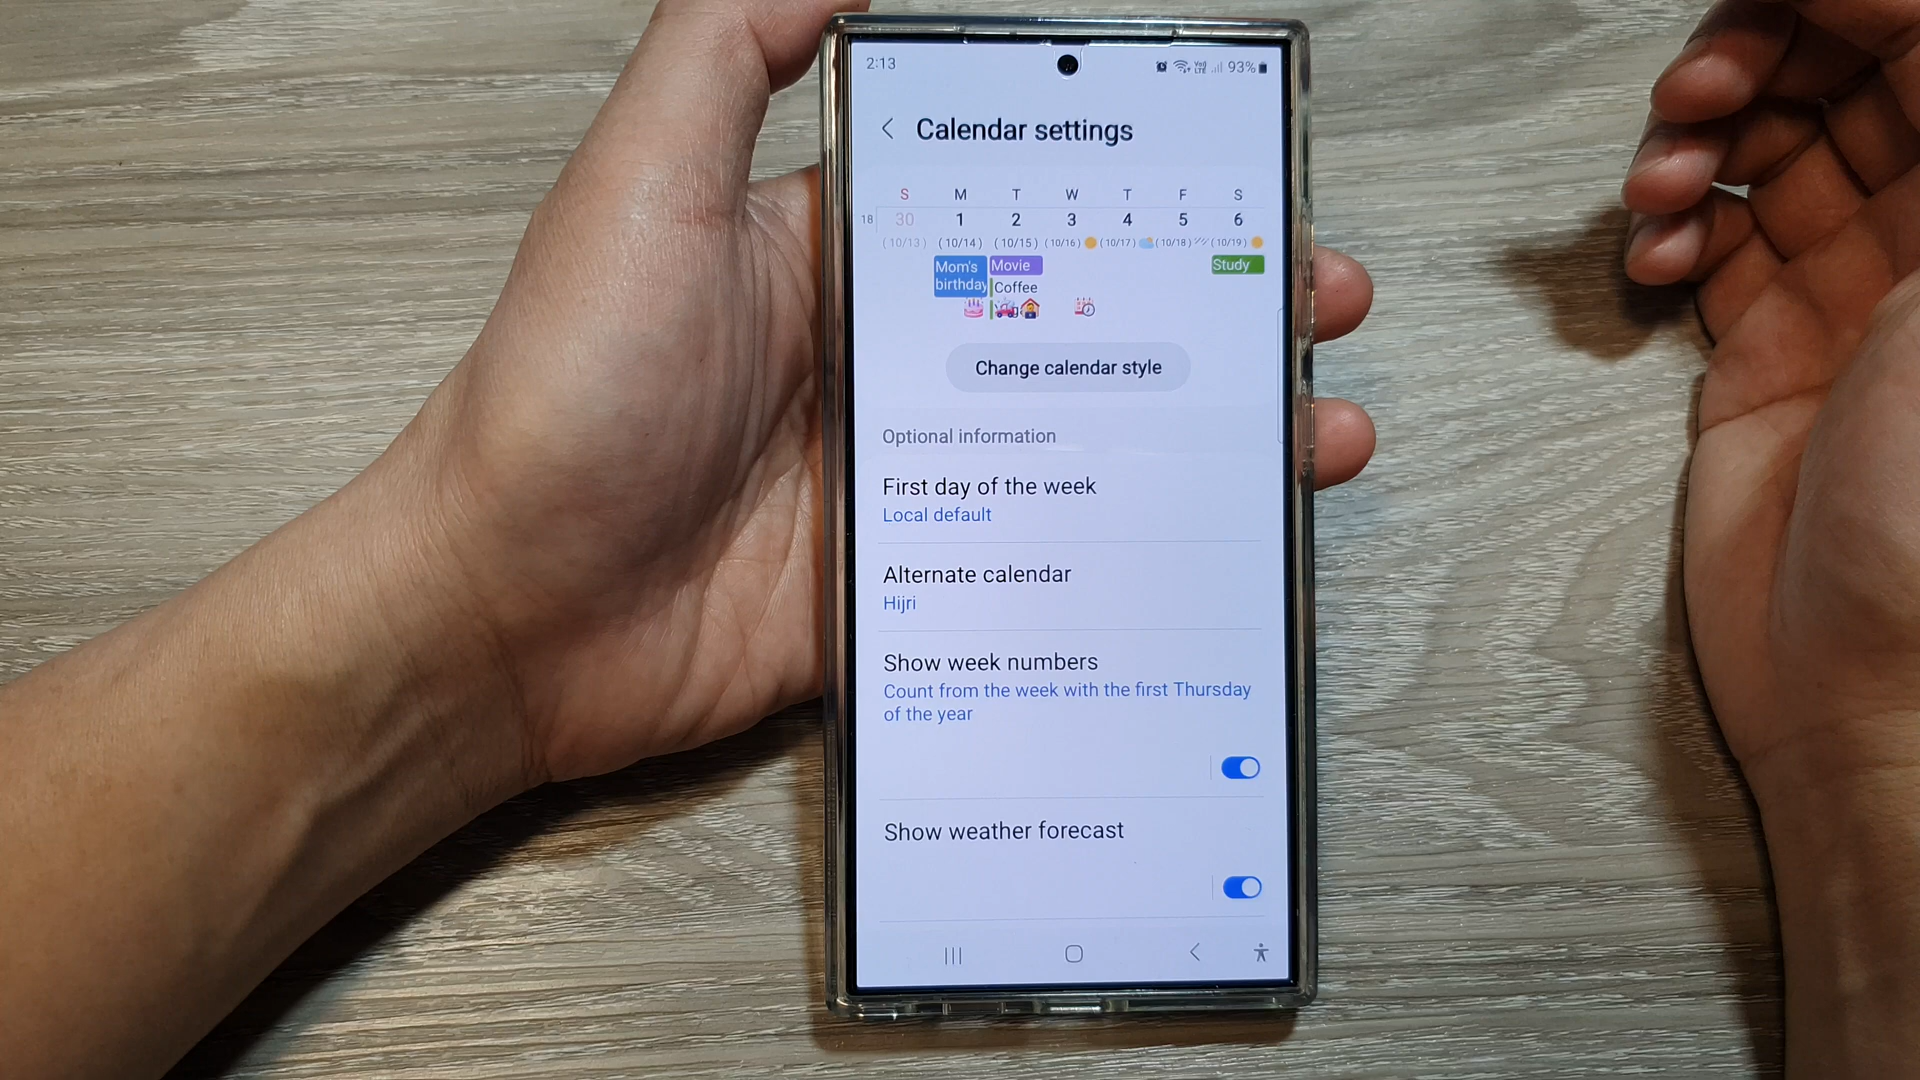 2:13 Vo) LTE 93%
Calendar settings
S M T W T F S
18 30 1 2 3 4 5 6
(10/13) (10/14) (10/15) (10/16) (10/17) (10/18) (10/19)
Mom's birthday Movie Study
Coffee
Change calendar style
Optional information
First day of the week
Local default
Alternate calendar
Hijri
Show week numbers
Count from the week with the first Thursday
of the year
Show weather forecast